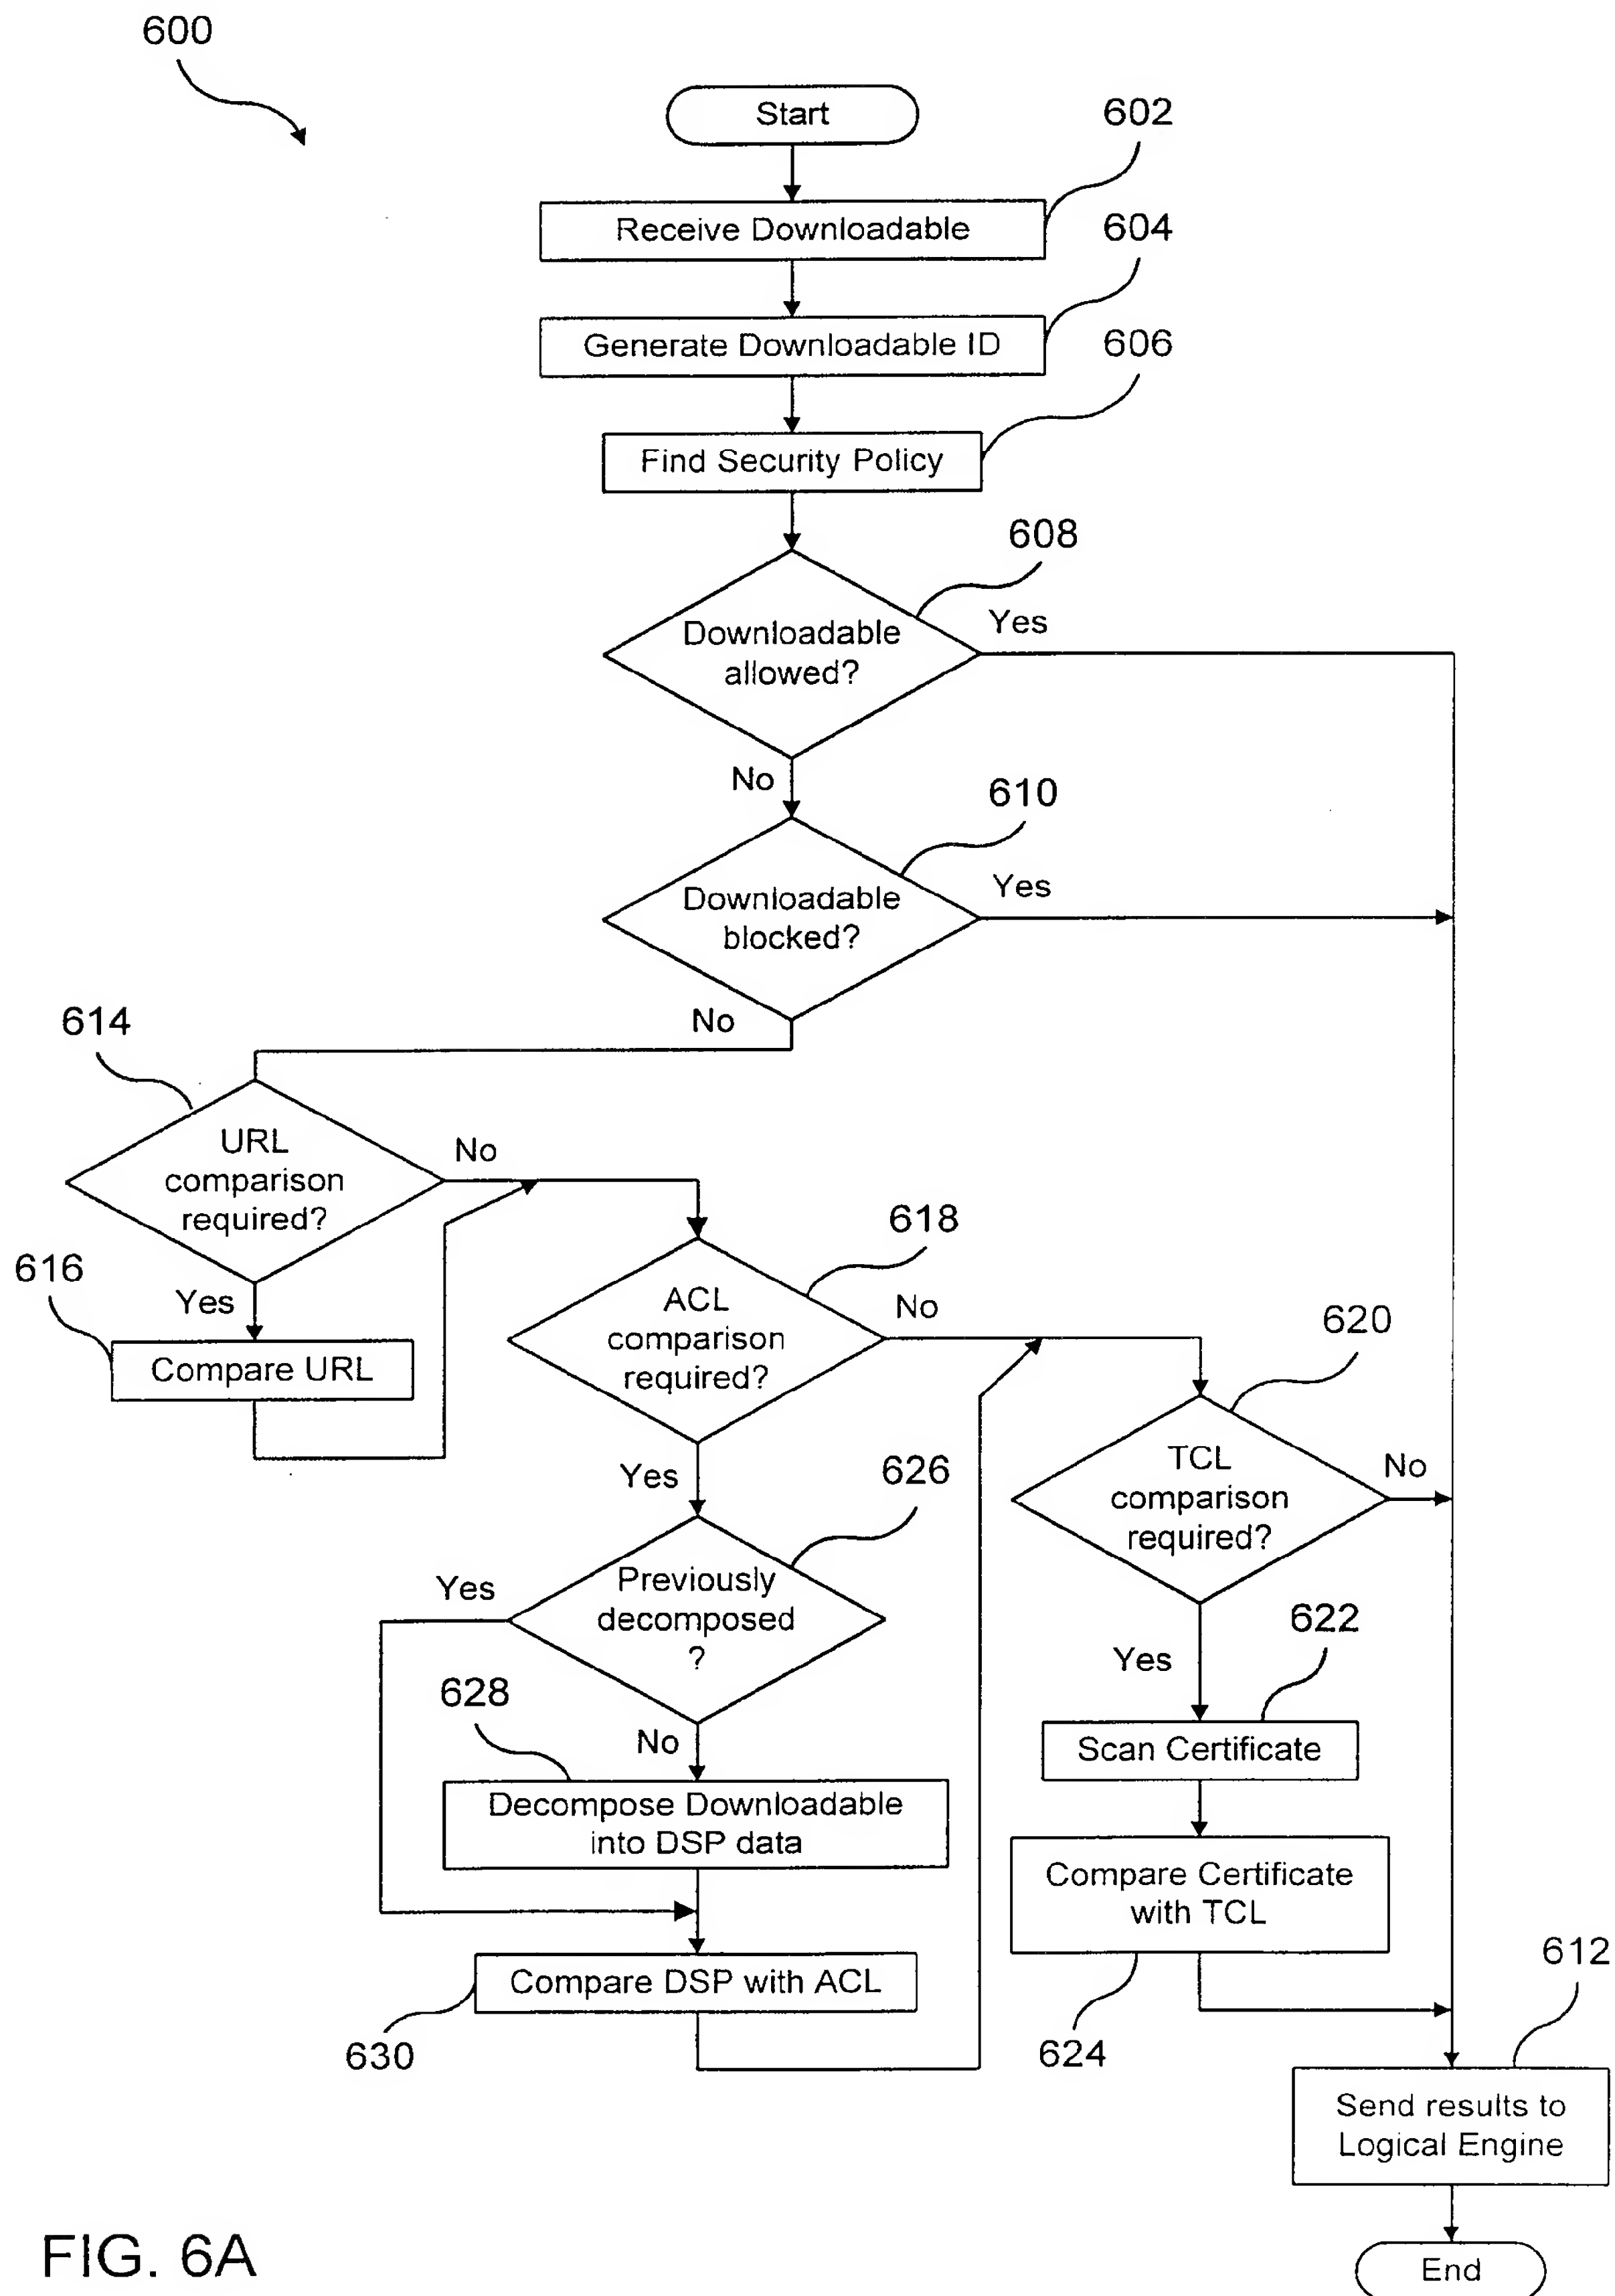 600
Start
602
Receive Downloadable
604
Generate Downloadable ID
606
Find Security Policy
608
Downloadable
allowed?
Yes
No
610
Downloadable
blocked?
Yes
No
614
URL
comparison
required?
No
Yes
616
Compare URL
618
ACL
comparison
required?
No
Yes
620
TCL
comparison
required?
No
Yes
626
Previously
decomposed
?
Yes
No
622
Scan Certificate
628
Decompose Downloadable
into DSP data
Compare Certificate
with TCL
624
Compare DSP with ACL
630
612
Send results to
Logical Engine
End
FIG. 6A